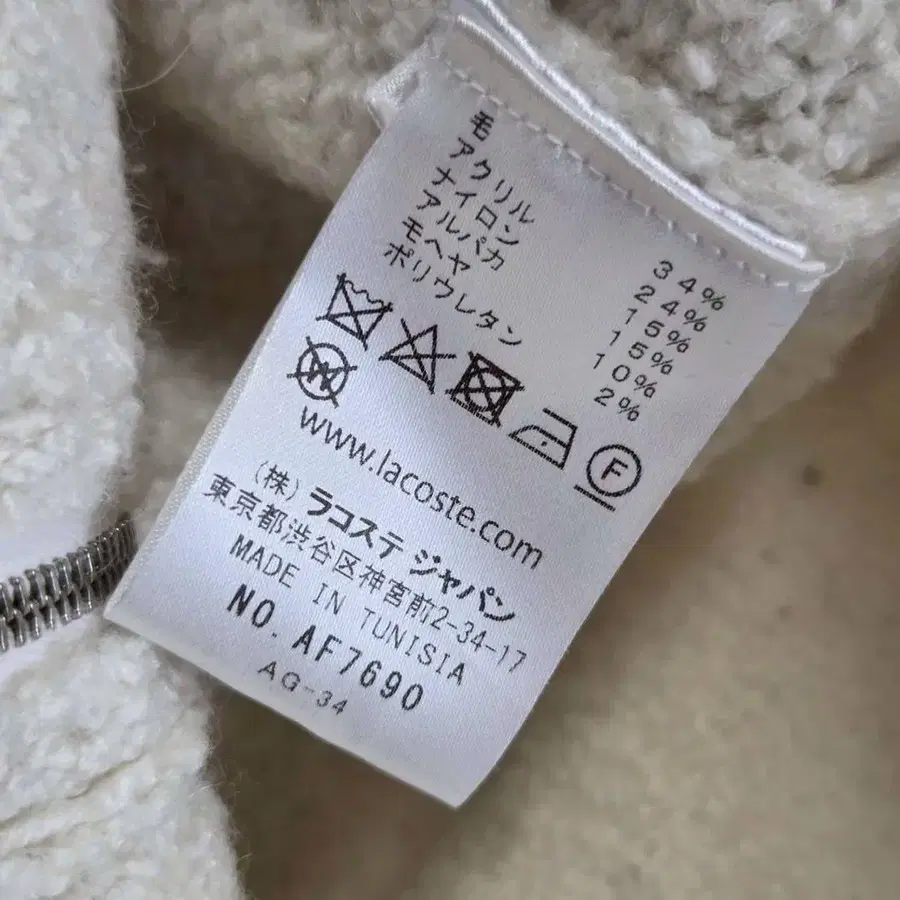 毛 34%
アクリル 24%
ナイロン 15%
アルパカ 15%
モヘヤ 10%
ポリウレタン 2%
F
W
www.lacoste.com
(株) ラコステ ジャパン
東京都渋谷区神宮前2-34-17
MADE IN TUNISIA
NO. AF7690
AG-34